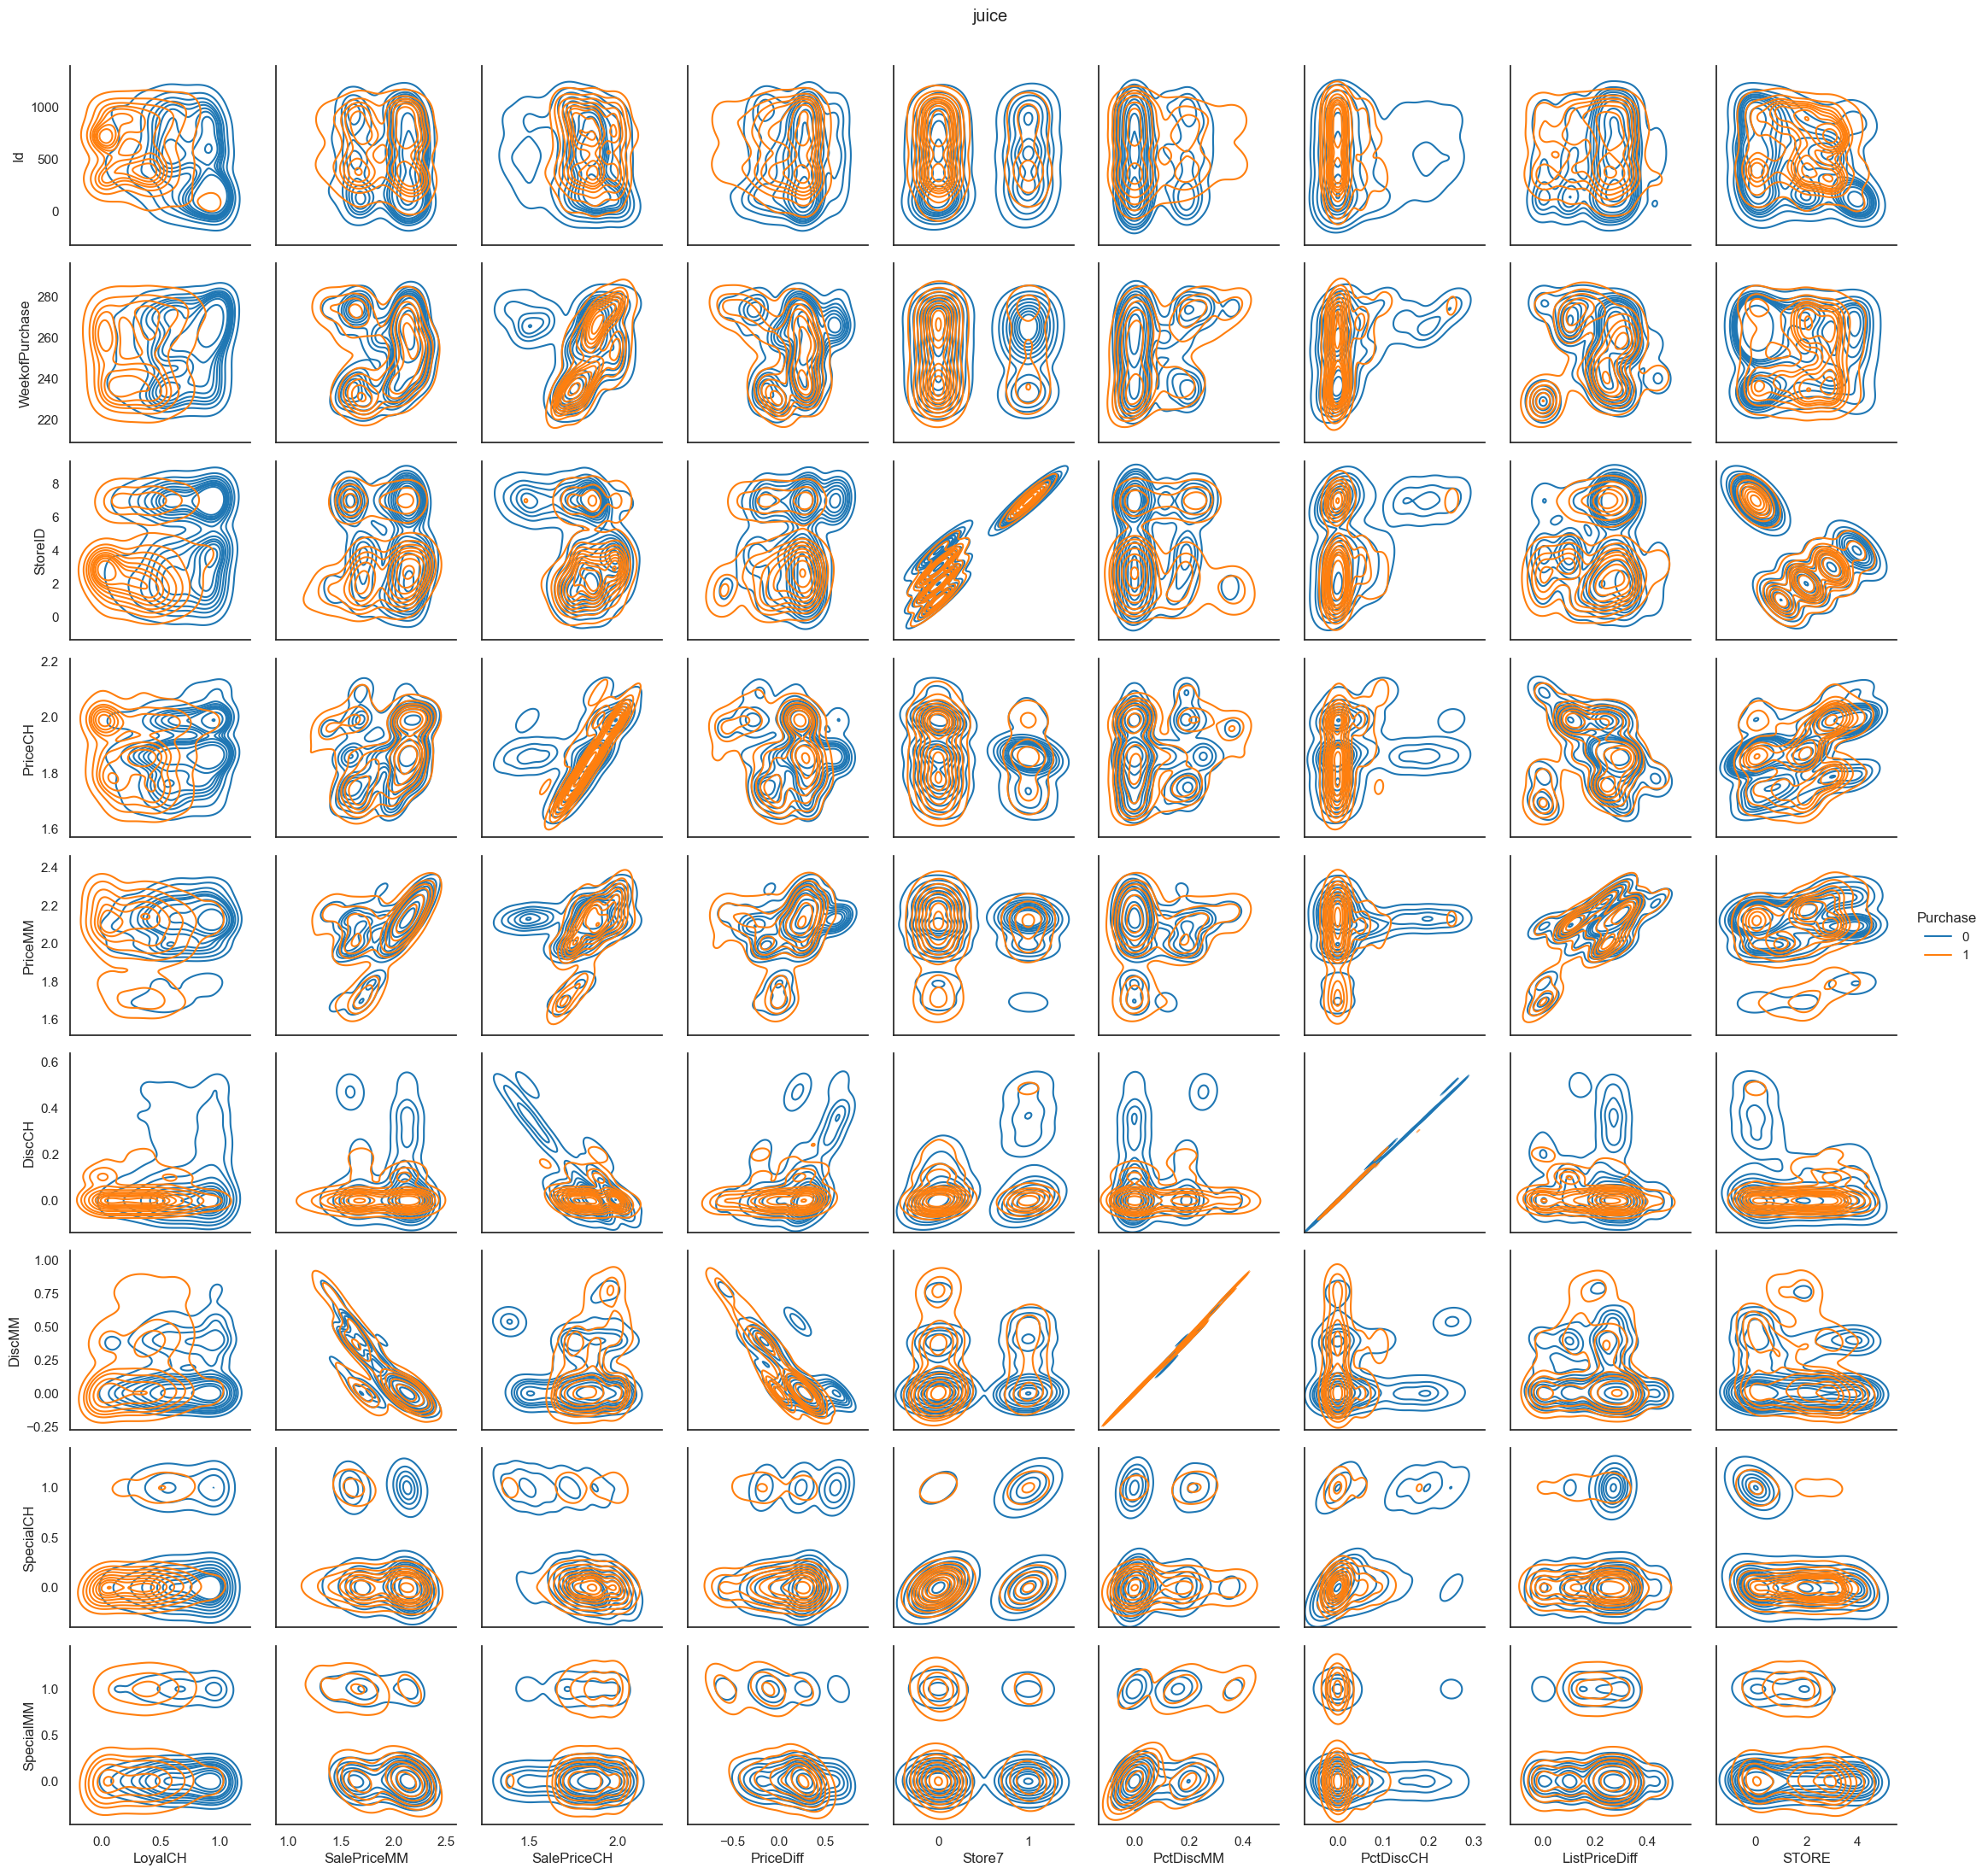 juice
1000
500
0
Id
280
260
240
220
WeekofPurchase
8
6
4
2
0
StoreID
2.2
2.0
1.8
1.6
PriceCH
2.4
2.2
2.0
1.8
1.6
PriceMM
Purchase
0
1
0.6
0.4
0.2
0.0
DiscCH
1.00
0.75
0.50
0.25
0.00
−0.25
DiscMM
1.0
0.5
0.0
SpecialCH
1.0
0.5
0.0
SpecialMM
0.0 0.5 1.0
LoyalCH
1.0 1.5 2.0 2.5
SalePriceMM
1.5 2.0
SalePriceCH
−0.5 0.0 0.5
PriceDiff
0 1
Store7
0.0 0.2 0.4
PctDiscMM
0.0 0.1 0.2 0.3
PctDiscCH
0.0 0.2 0.4
ListPriceDiff
0 2 4
STORE